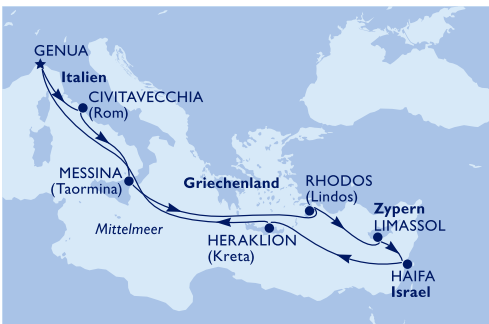 GENUA
Italien
CIVITAVECCHIA
(Rom)
MESSINA
(Taormina)
Griechenland
RHODOS
(Lindos)
Zypern
LIMASSOL
Mittelmeer
HERAKLION
(Kreta)
HAIFA
Israel